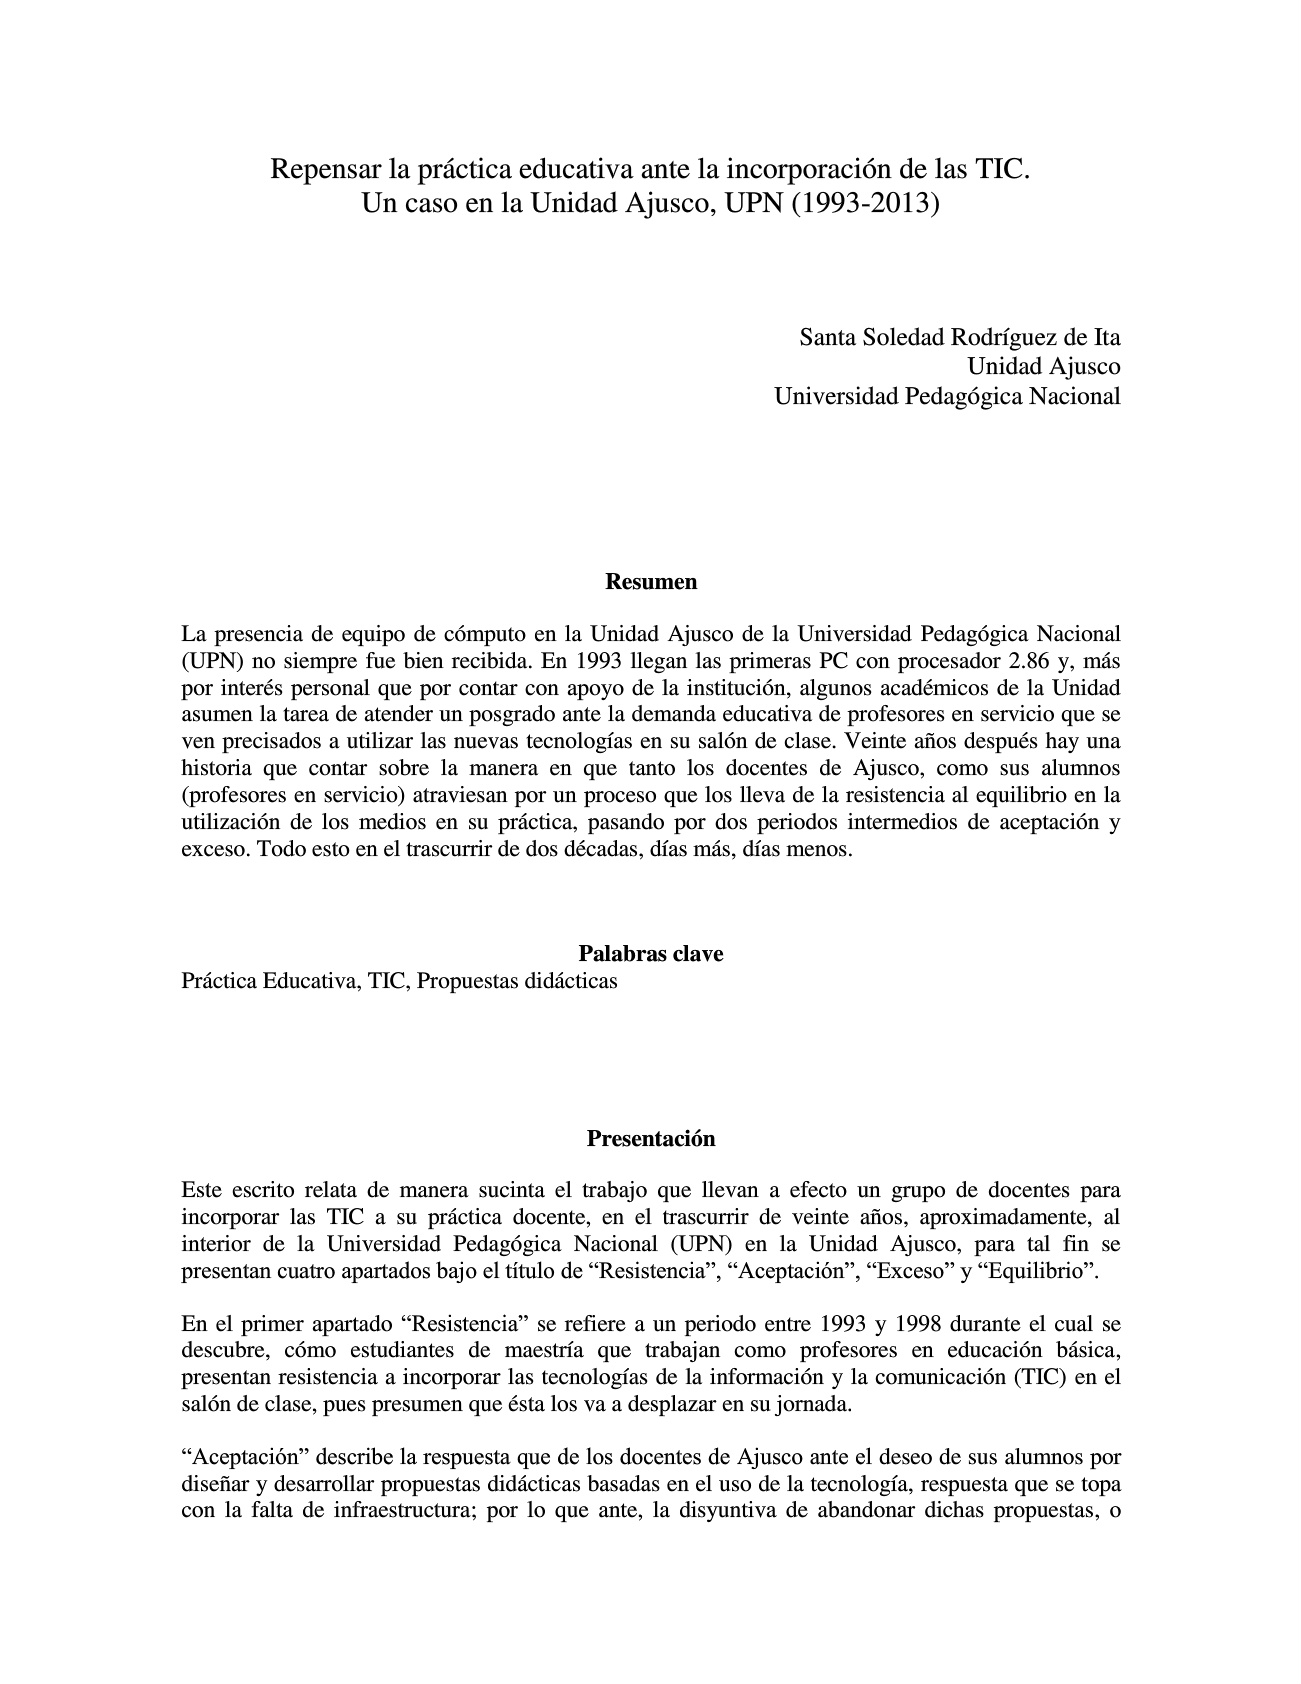 Repensar la práctica educativa ante la incorporación de las TIC.
Un caso en la Unidad Ajusco, UPN (1993-2013)
Santa Soledad Rodríguez de Ita
Unidad Ajusco
Universidad Pedagógica Nacional
Resumen
La presencia de equipo de cómputo en la Unidad Ajusco de la Universidad Pedagógica Nacional
(UPN) no siempre fue bien recibida. En 1993 llegan las primeras PC con procesador 2.86 y, más
por interés personal que por contar con apoyo de la institución, algunos académicos de la Unidad
asumen la tarea de atender un posgrado ante la demanda educativa de profesores en servicio que se
ven precisados a utilizar las nuevas tecnologías en su salón de clase. Veinte años después hay una
historia que contar sobre la manera en que tanto los docentes de Ajusco, como sus alumnos
(profesores en servicio) atraviesan por un proceso que los lleva de la resistencia al equilibrio en la
utilización de los medios en su práctica, pasando por dos periodos intermedios de aceptación y
exceso. Todo esto en el trascurrir de dos décadas, días más, días menos.
Palabras clave
Práctica Educativa, TIC, Propuestas didácticas
Presentación
Este escrito relata de manera sucinta el trabajo que llevan a efecto un grupo de docentes para
incorporar las TIC a su práctica docente, en el trascurrir de veinte años, aproximadamente, al
interior de la Universidad Pedagógica Nacional (UPN) en la Unidad Ajusco, para tal fin se
presentan cuatro apartados bajo el título de “Resistencia”, “Aceptación”, “Exceso” y “Equilibrio”.
En el primer apartado “Resistencia” se refiere a un periodo entre 1993 y 1998 durante el cual se
descubre, cómo estudiantes de maestría que trabajan como profesores en educación básica,
presentan resistencia a incorporar las tecnologías de la información y la comunicación (TIC) en el
salón de clase, pues presumen que ésta los va a desplazar en su jornada.
“Aceptación” describe la respuesta que de los docentes de Ajusco ante el deseo de sus alumnos por
diseñar y desarrollar propuestas didácticas basadas en el uso de la tecnología, respuesta que se topa
con la falta de infraestructura; por lo que ante, la disyuntiva de abandonar dichas propuestas, o